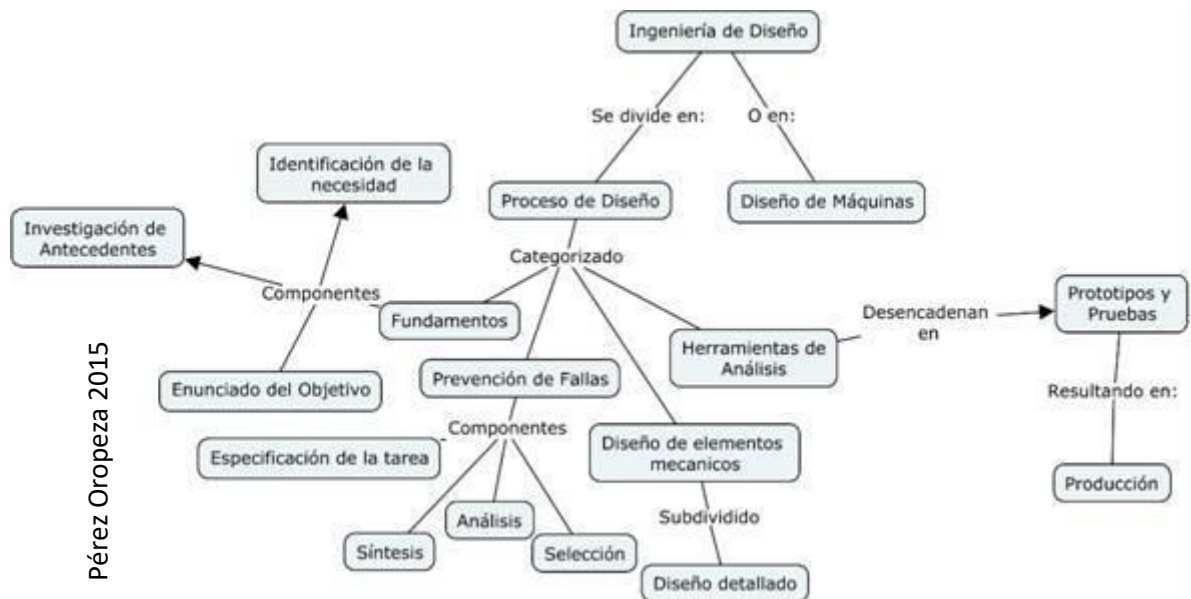 Ingeniería de Diseño
Se divide en:
O en:
Identificación de la
necesidad
Proceso de Diseño
Diseño de Máquinas
Investigación de
Antecedentes
Categorizado
Componentes
Fundamentos
Desencadenan
en
Prototipos y
Pruebas
Herramientas de
Análisis
Enunciado del Objetivo
Prevención de Fallas
Resultando en:
Componentes
Especificación de la tarea
Diseño de elementos
mecanicos
Producción
Análisis
Síntesis
Selección
Subdividido
Diseño detallado
Pérez Oropeza 2015